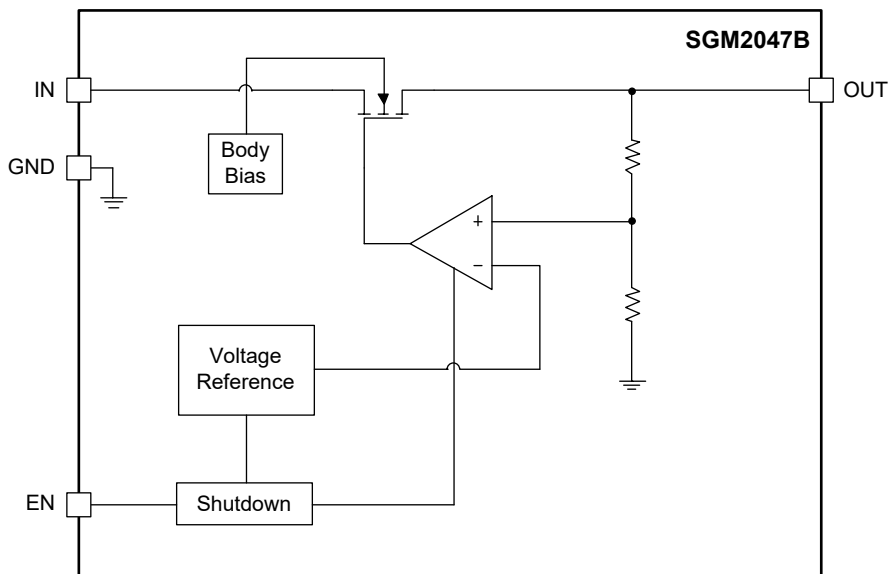 SGM2047B
IN
OUT
Body
Bias
GND
+
−
Voltage
Reference
EN
Shutdown